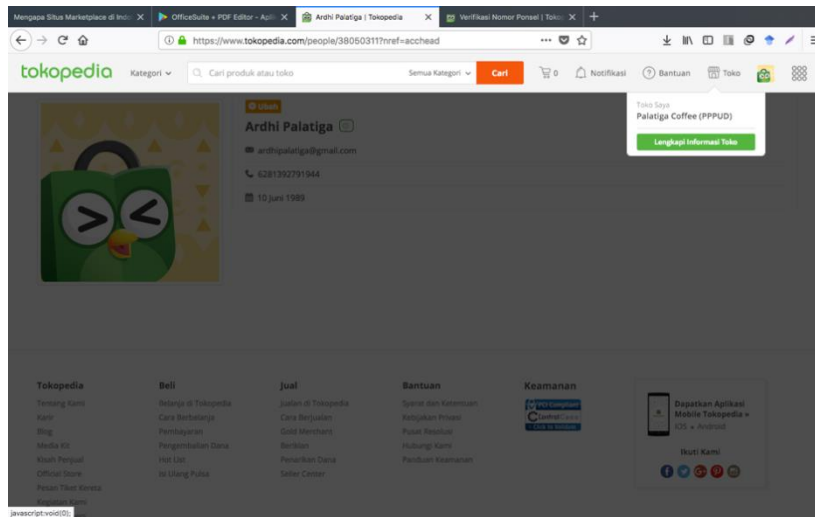 Mengapa Situs Marketplace di Indo
OfficeSuite + PDF Editor - Apli
Ardhi Palatiga | Tokopedia
Verifikasi Nomor Ponsel | Tokop
https://www.tokopedia.com/people/38050311?nref=acchead
tokopedia
Kategori
Cari produk atau toko
Semua Kategori
Cari
0
Notifikasi
Bantuan
Toko
Toko Saya
Palatiga Coffee (PPPUD)
Lengkapi Informasi Toko
Ubah
Ardhi Palatiga
ardhipalatiga@gmail.com
6281392791944
10 Juni 1989
Tokopedia
Tentang Kami
Karir
Blog
Media Kit
Kisah Penjual
Official Store
Pesan Tiket Kereta
Kegiatan Kami
Beli
Belanja di Tokopedia
Cara Berbelanja
Pembayaran
Pengembalian Dana
Hot List
Isi Ulang Pulsa
Jual
Jualan di Tokopedia
Cara Berjualan
Gold Merchant
Beriklan
Penarikan Dana
Seller Center
Bantuan
Syarat dan Ketentuan
Kebijakan Privasi
Pusat Resolusi
Hubungi Kami
Panduan Keamanan
Keamanan
PCI Compliant
Dapatkan Aplikasi
Mobile Tokopedia »
iOS Android
Ikuti Kami
javascript:void(0);